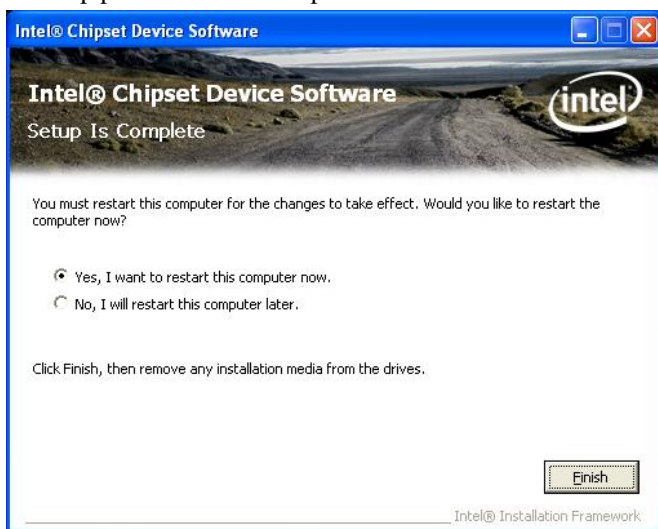 Intel® Chipset Device Software
Intel® Chipset Device Software
intel
Setup Is Complete
You must restart this computer for the changes to take effect. Would you like to restart the
computer now?
Yes, I want to restart this computer now.
No, I will restart this computer later.
Click Finish, then remove any installation media from the drives.
Finish
Intel® Installation Framework